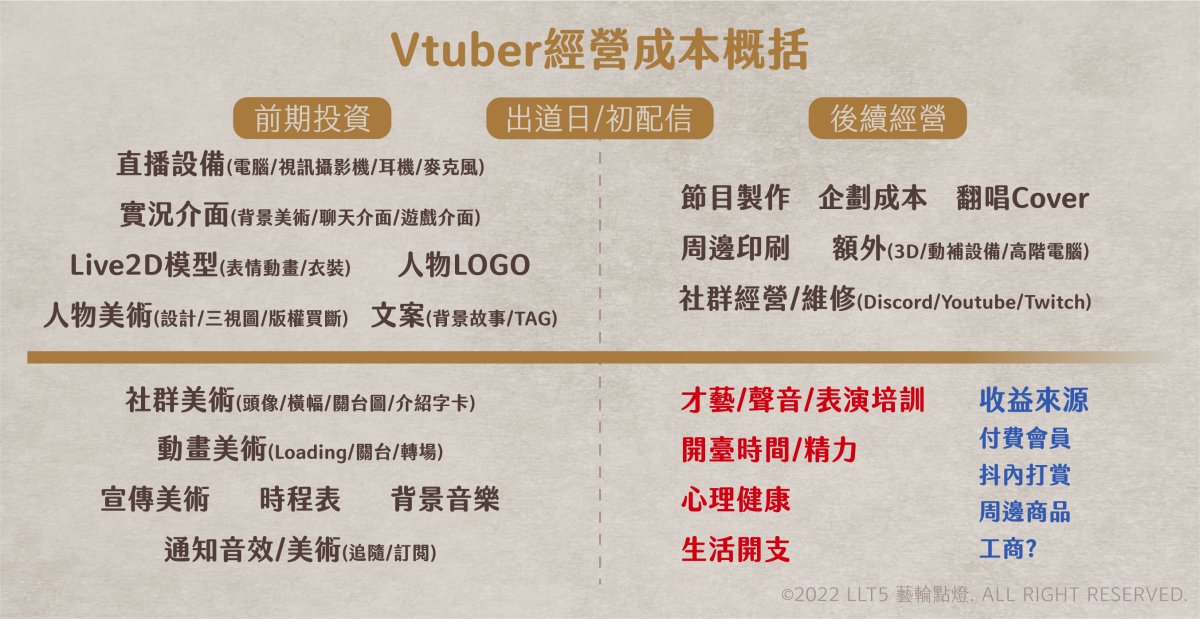 Vtuber經營成本概括
前期投資
出道日/初配信
後續經營
直播設備(電腦/視訊攝影機/耳機/麥克風)
實況介面(背景美術/聊天介面/遊戲介面)
Live2D模型(表情動畫/衣裝) 人物LOGO
人物美術(設計/三視圖/版權買斷) 文案(背景故事/TAG)
節目製作 企劃成本 翻唱Cover
周邊印刷 額外(3D/動補設備/高階電腦)
社群經營/維修(Discord/Youtube/Twitch)
社群美術(頭像/橫幅/關台圖/介紹字卡)
動畫美術(Loading/關台/轉場)
宣傳美術 時程表 背景音樂
通知音效/美術(追隨/訂閱)
才藝/聲音/表演培訓
開臺時間/精力
心理健康
生活開支
收益來源
付費會員
抖內打賞
周邊商品
工商?
©2022 LLT5 藝輪點燈. ALL RIGHT RESERVED.